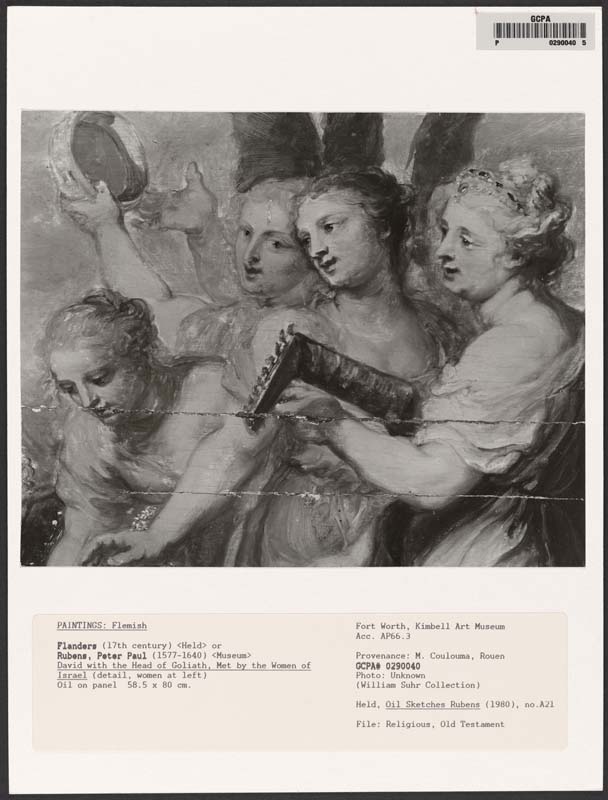 GCPA
P 0290040 5
PAINTINGS: Flemish
Flanders (17th century) <Held> or
Rubens, Peter Paul (1577-1640) <Museum>
David with the Head of Goliath, Met by the Women of
Israel (detail, women at left)
Oil on panel 58.5 x 80 cm.
Fort Worth, Kimbell Art Museum
Acc. AP66.3
Provenance: M. Coulouma, Rouen
GCPA# 0290040
Photo: Unknown
(William Suhr Collection)
Held, Oil Sketches Rubens (1980), no.A21
File: Religious, Old Testament